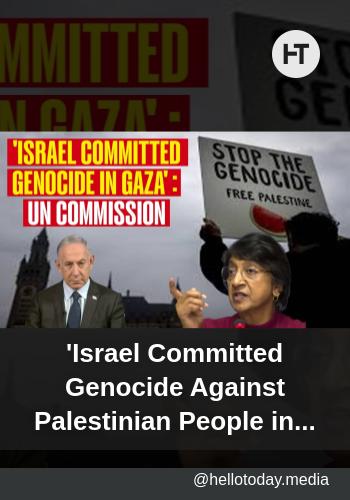 MMITTED
N GAZA' :
HT
'ISRAEL COMMITTED
GENOCIDE IN GAZA' :
UN COMMISSION
STOP THE
GENOCIDE
FREE PALESTINE
'Israel Committed
Genocide Against
Palestinian People in...
@hellotoday.media